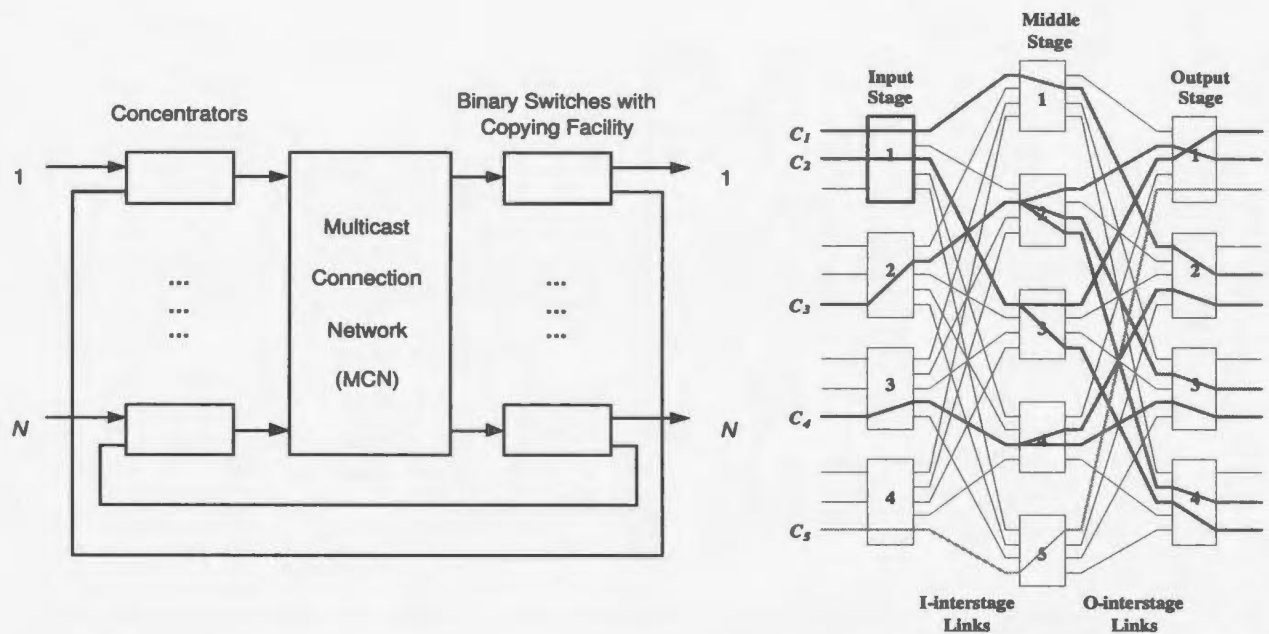 Concentrators
Binary Switches with
Copying Facility
1
1
Multicast
Connection
Network
(MCN)
...
...
...
...
...
...
N
N
Middle
Stage
Input
Stage
Output
Stage
C1
C2
C3
C4
C5
1
2
3
4
1
2
3
4
5
1
2
3
4
I-interstage
Links
O-interstage
Links